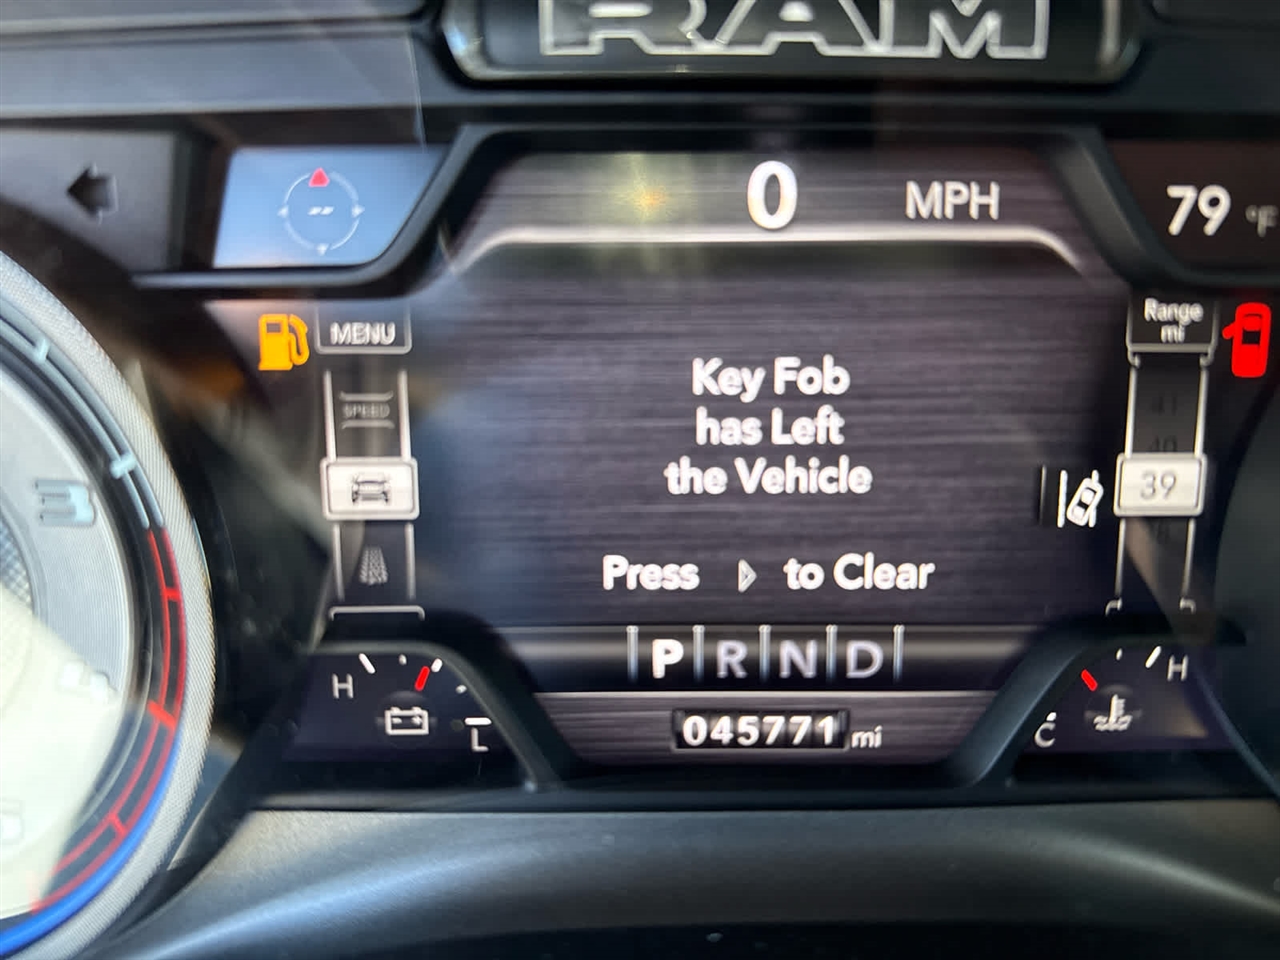 RAM
0 MPH
79 °F
MENU
Range
mi
SPEED
Key Fob
has Left
the Vehicle
39
Press to Clear
P R N D
H
H
045771 mi
L
C
3